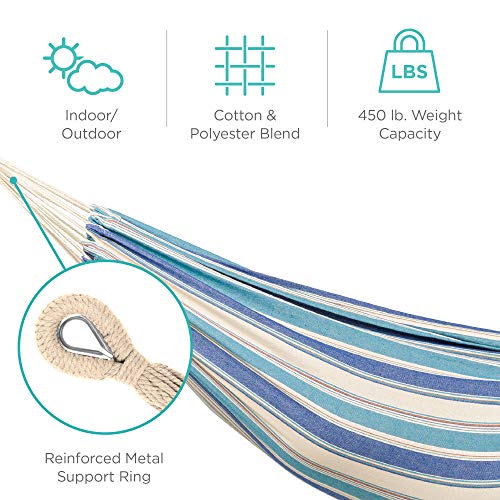 Indoor/
Outdoor
Cotton &
Polyester Blend
LBS
450 lb. Weight
Capacity
Reinforced Metal
Support Ring